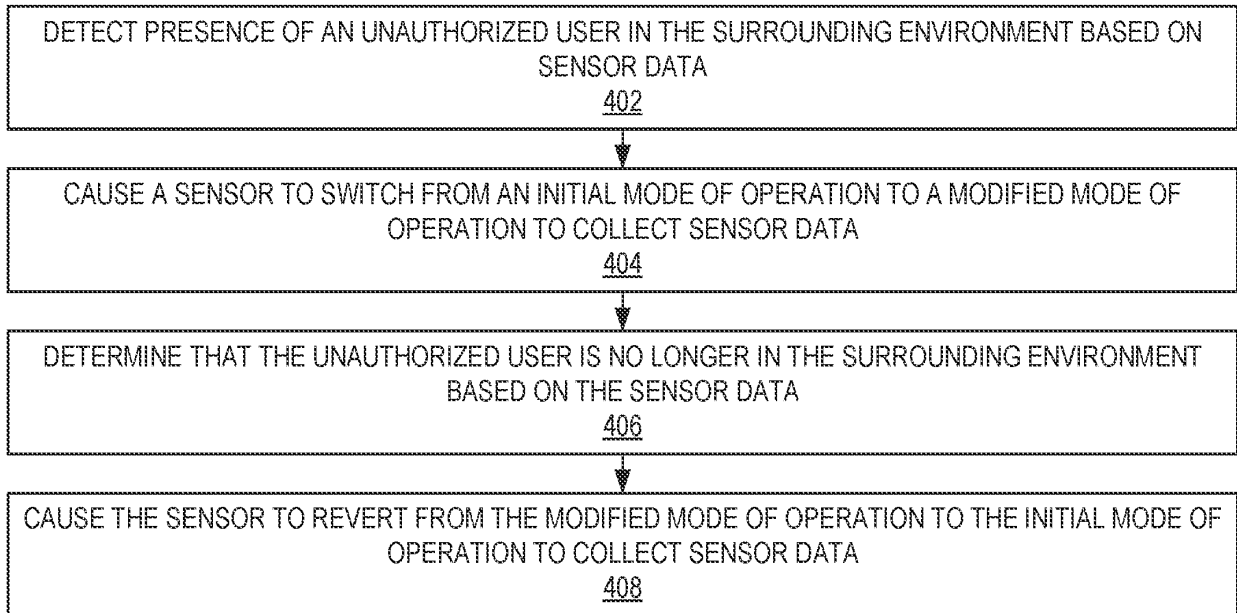 DETECT PRESENCE OF AN UNAUTHORIZED USER IN THE SURROUNDING ENVIRONMENT BASED ON
SENSOR DATA
402
CAUSE A SENSOR TO SWITCH FROM AN INITIAL MODE OF OPERATION TO A MODIFIED MODE OF
OPERATION TO COLLECT SENSOR DATA
404
DETERMINE THAT THE UNAUTHORIZED USER IS NO LONGER IN THE SURROUNDING ENVIRONMENT
BASED ON THE SENSOR DATA
406
CAUSE THE SENSOR TO REVERT FROM THE MODIFIED MODE OF OPERATION TO THE INITIAL MODE OF
OPERATION TO COLLECT SENSOR DATA
408